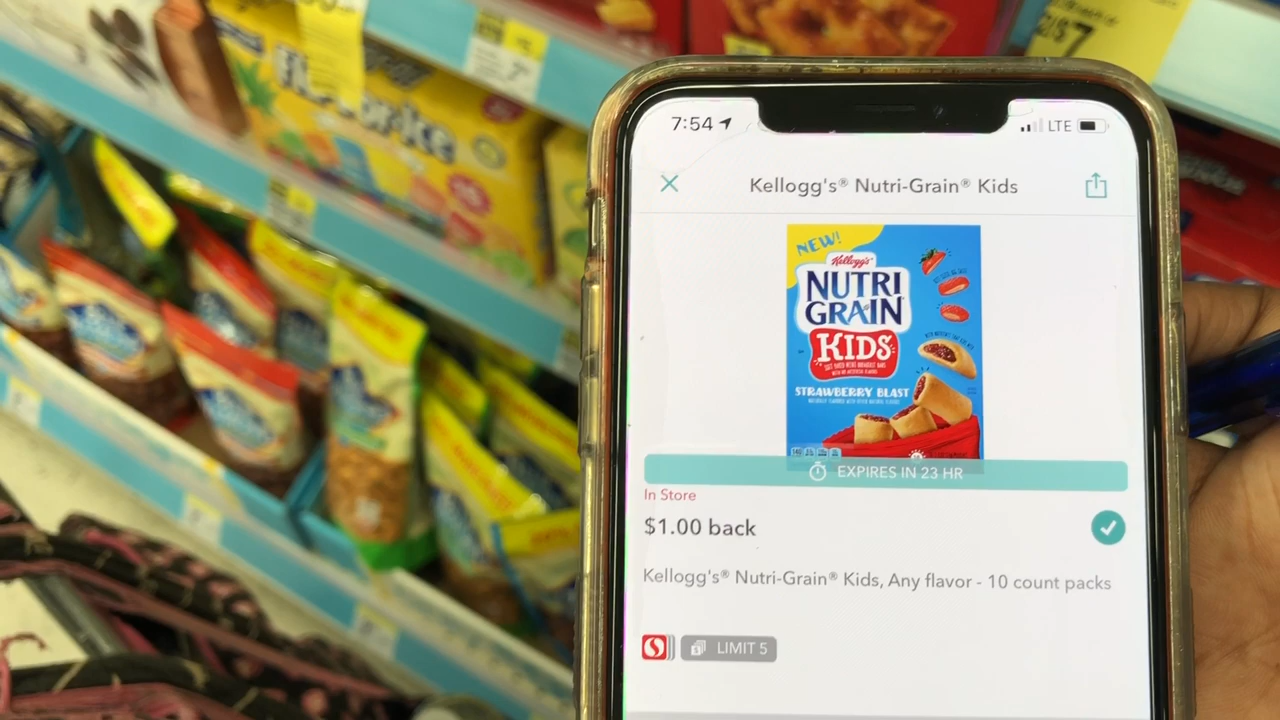 7:54
LTE
Kellogg's® Nutri-Grain® Kids
NEW!
Kellogg's
NUTRI
GRAIN
KIDS
STRAWBERRY BLAST
EXPIRES IN 23 HR
In Store
$1.00 back
Kellogg's® Nutri-Grain® Kids, Any flavor - 10 count packs
LIMIT 5